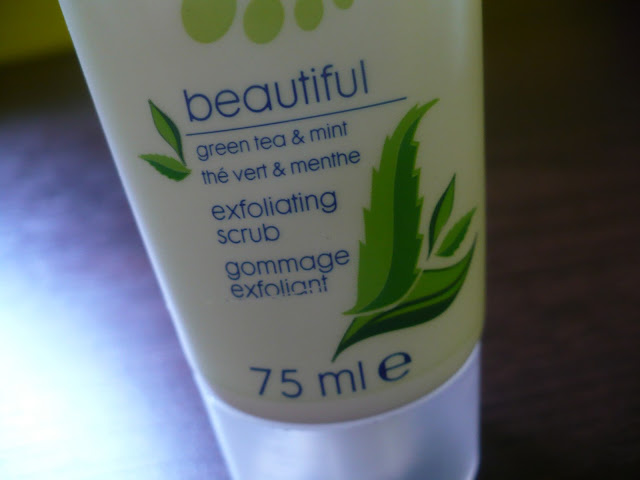 beautiful
green tea & mint
thé vert & menthe
exfoliating
scrub
gommage
exfoliant
75 ml ℮